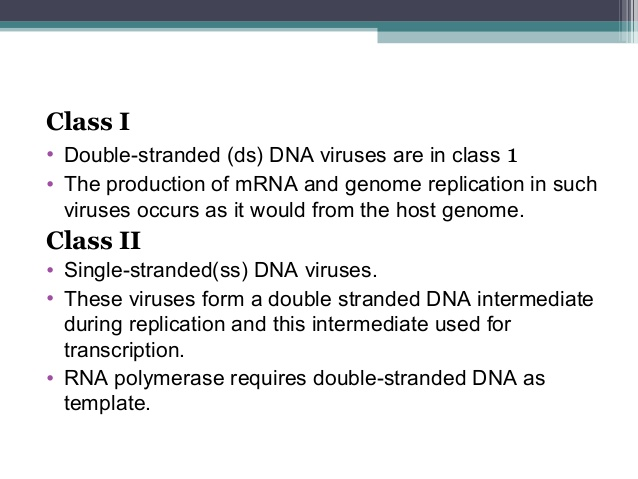 Class I
• Double-stranded (ds) DNA viruses are in class 1
• The production of mRNA and genome replication in such
viruses occurs as it would from the host genome.
Class II
• Single-stranded(ss) DNA viruses.
• These viruses form a double stranded DNA intermediate
during replication and this intermediate used for
transcription.
• RNA polymerase requires double-stranded DNA as
template.